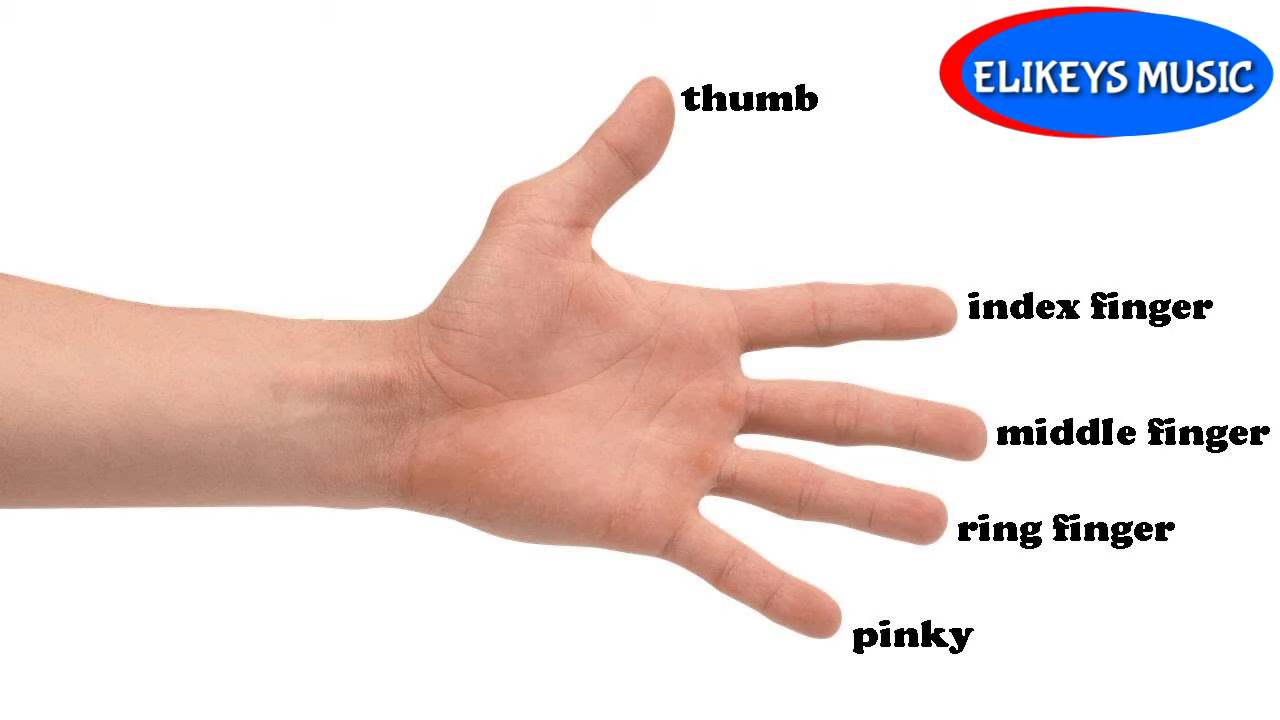 ELIKEYS MUSIC
thumb
index finger
middle finger
ring finger
pinky